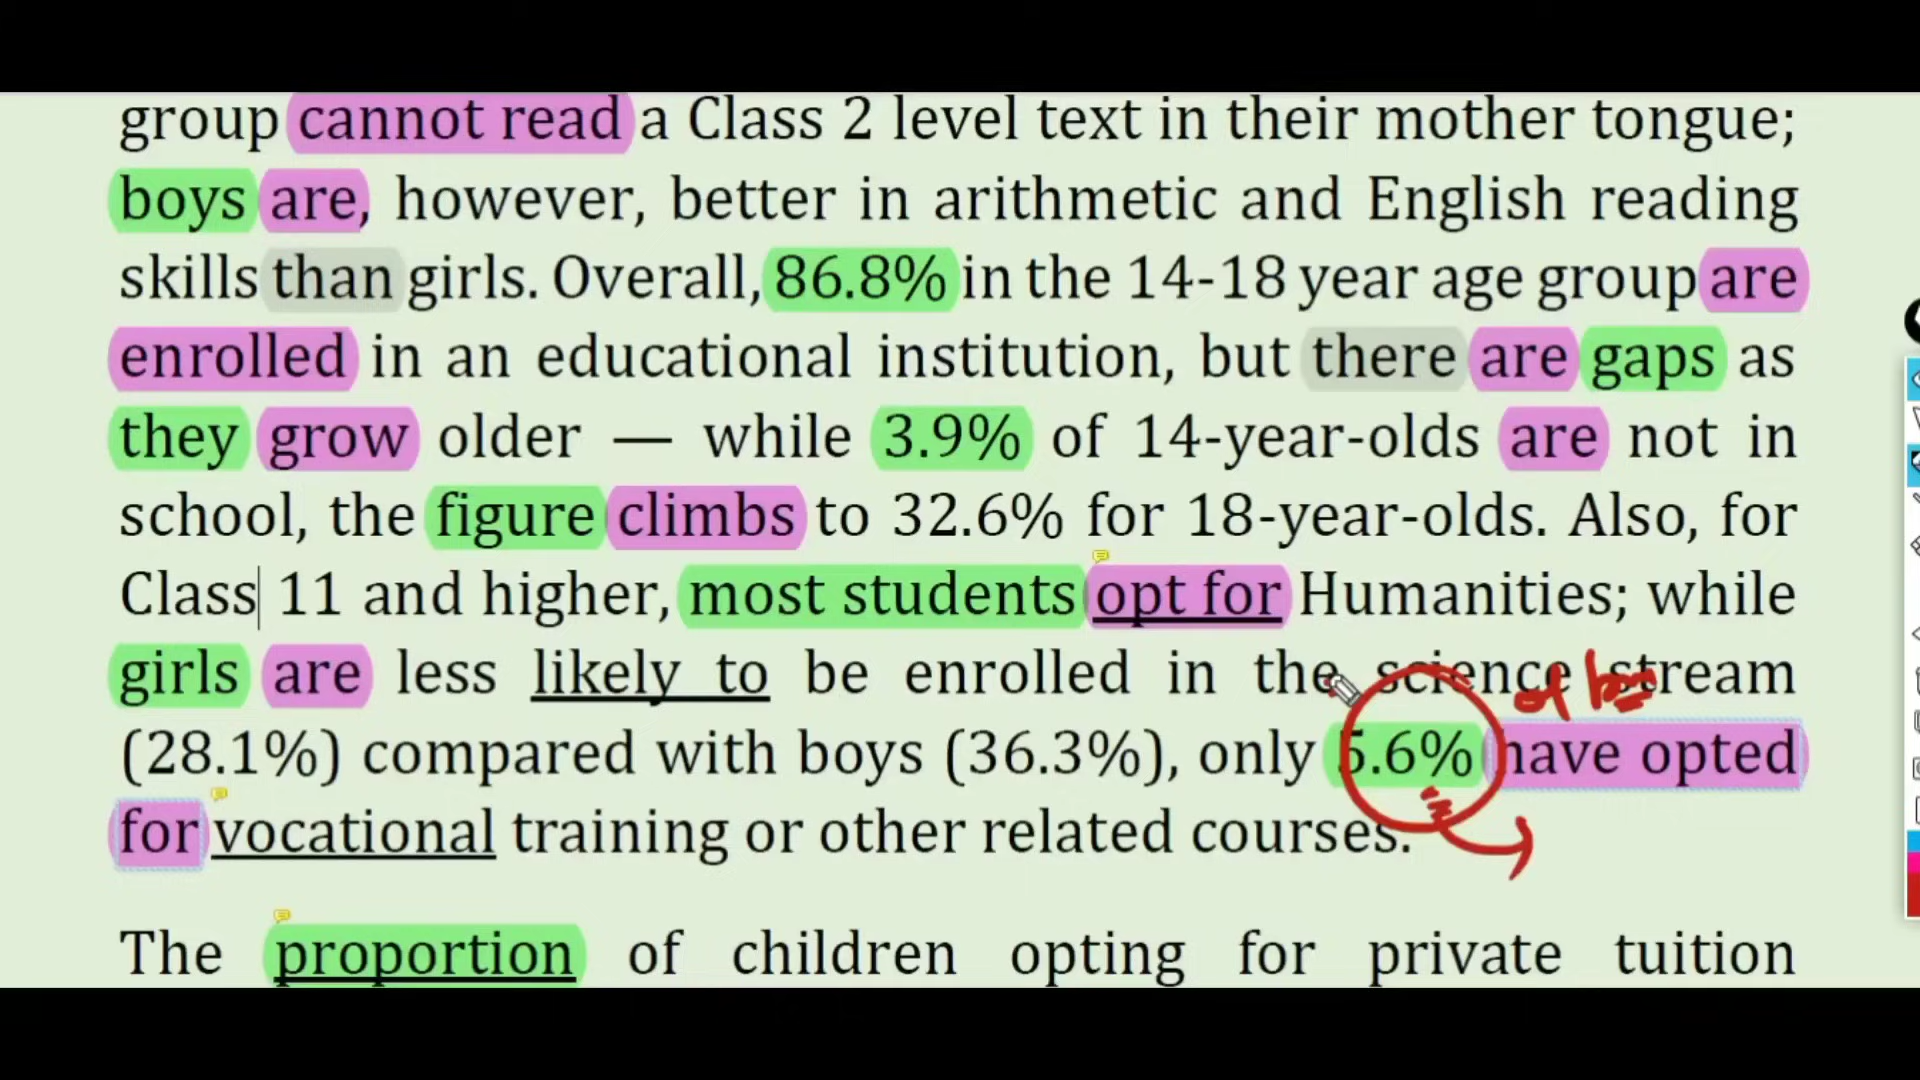 group cannot read a Class 2 level text in their mother tongue;
boys are, however, better in arithmetic and English reading
skills than girls. Overall, 86.8% in the 14-18 year age group are
enrolled in an educational institution, but there are gaps as
they grow older — while 3.9% of 14-year-olds are not in
school, the figure climbs to 32.6% for 18-year-olds. Also, for
Class 11 and higher, most students opt for Humanities; while
girls are less likely to be enrolled in the science stream
(28.1%) compared with boys (36.3%), only 5.6% have opted
for vocational training or other related courses.
The proportion of children opting for private tuition